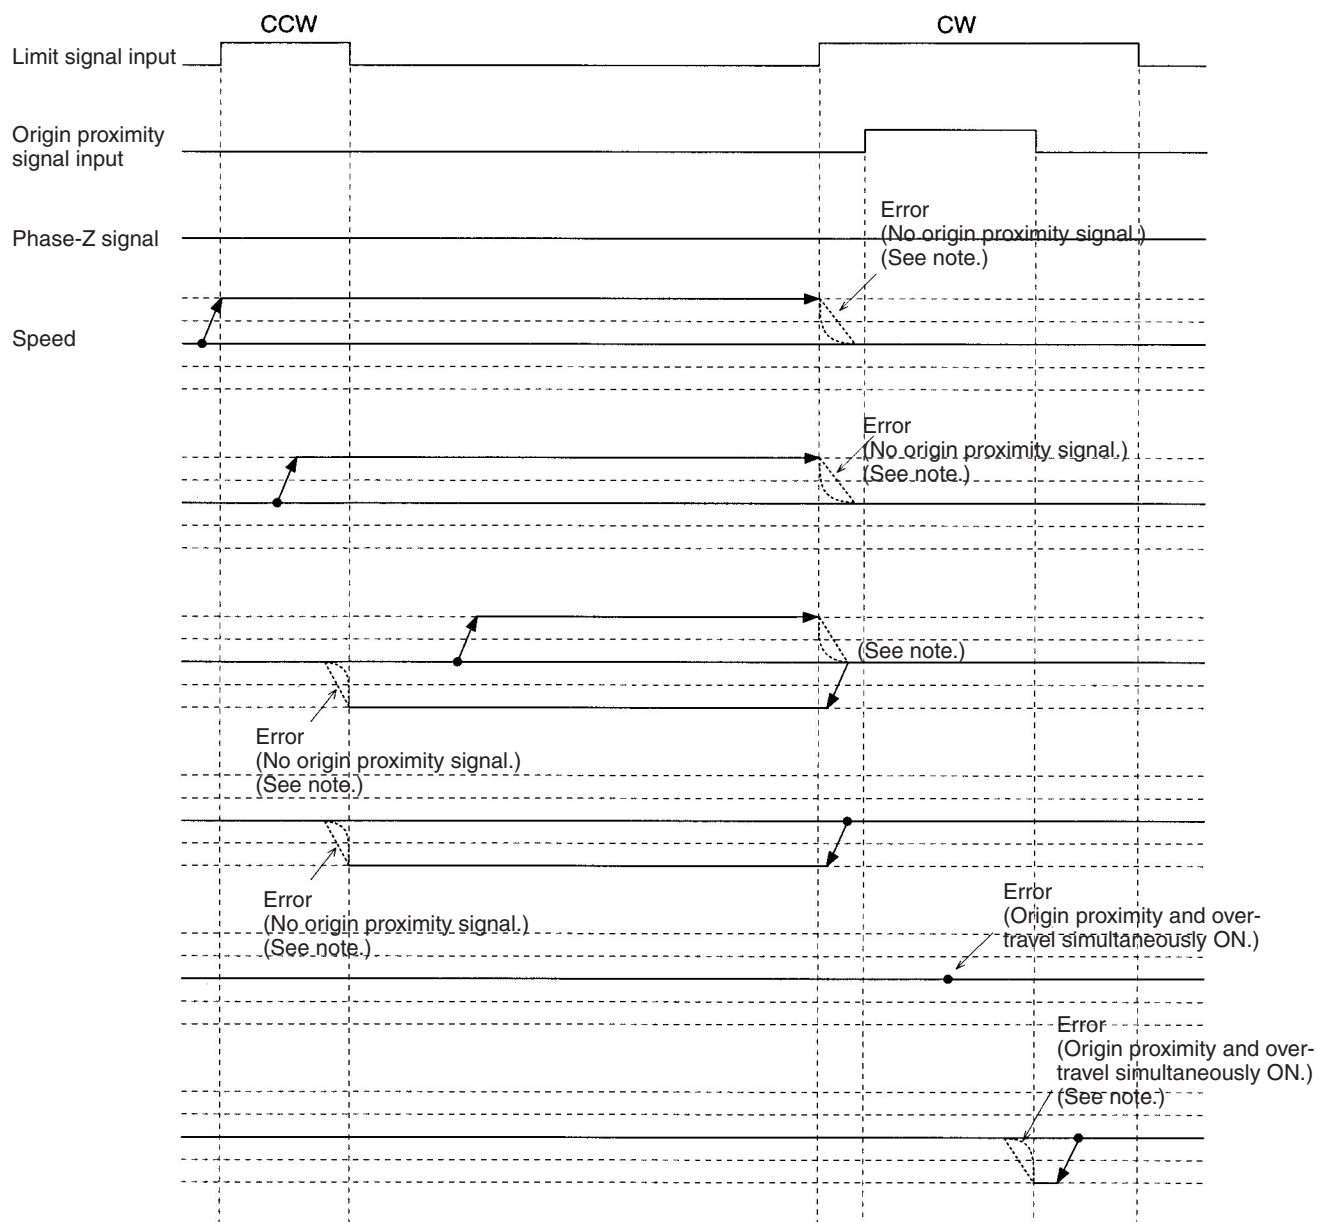 CCW
CW
Limit signal input
Origin proximity
signal input
Error
(No origin proximity signal.)
(See note.)
Phase-Z signal
Speed
Error
(No origin proximity signal.)
(See note.)
(See note.)
Error
(No origin proximity signal.)
(See note.)
Error
(No origin proximity signal.)
(See note.)
Error
(Origin proximity and over-
travel simultaneously ON.)
Error
(Origin proximity and over-
travel simultaneously ON.)
(See note.)